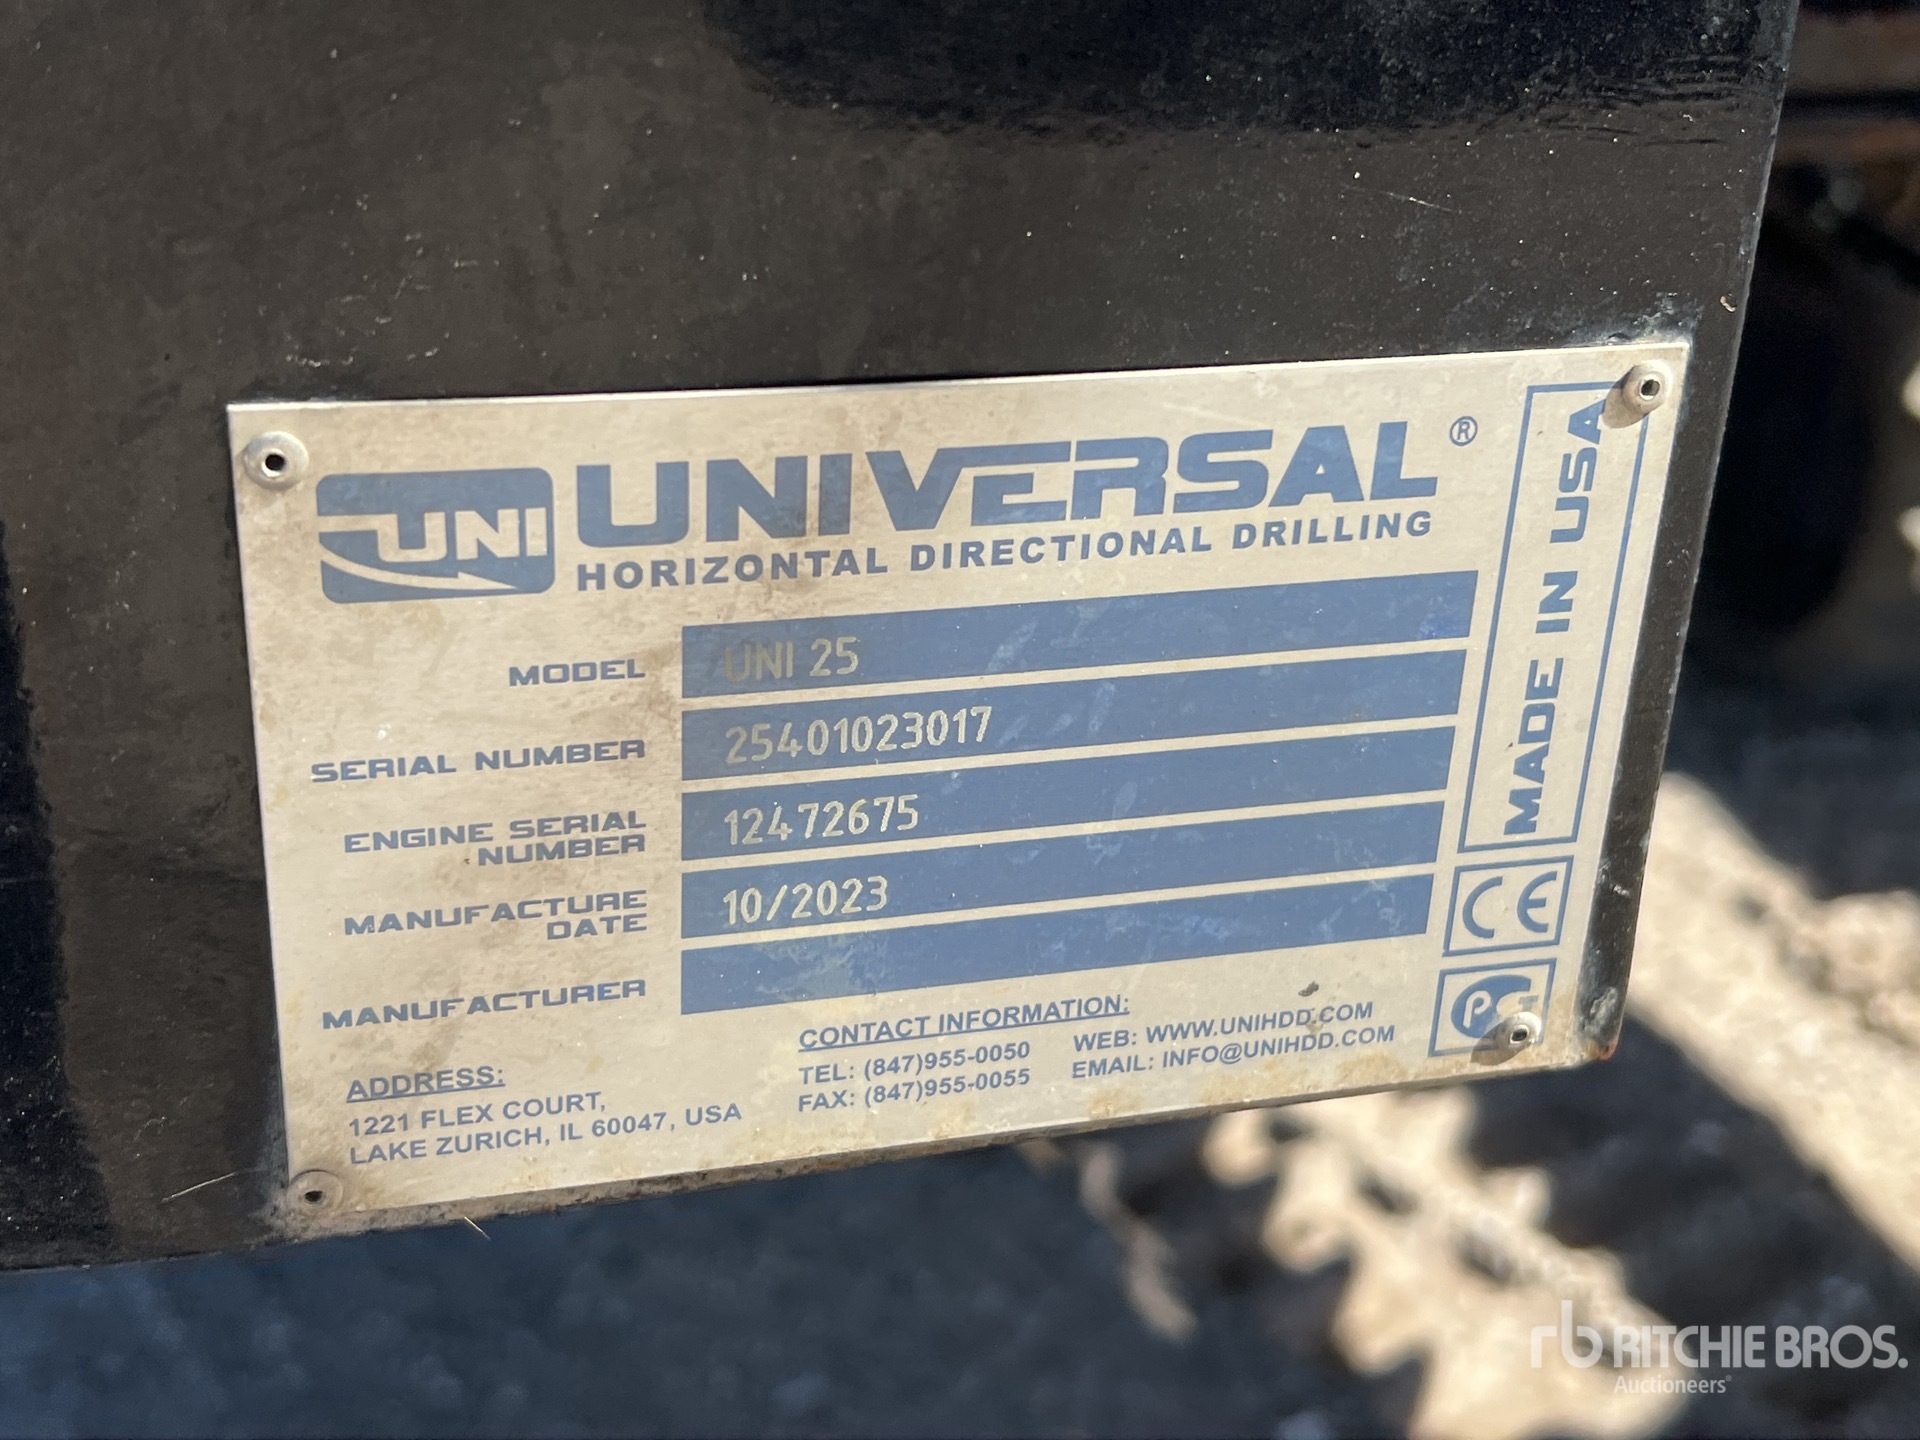 UNI UNIVERSAL®
HORIZONTAL DIRECTIONAL DRILLING
MODEL UNI 25
SERIAL NUMBER 25401023017
ENGINE SERIAL NUMBER 12472675
MANUFACTURE DATE 10/2023
MANUFACTURER
ADDRESS:
1221 FLEX COURT,
LAKE ZURICH, IL 60047, USA
CONTACT INFORMATION:
TEL: (847)955-0050
FAX: (847)955-0055
WEB: WWW.UNIHDD.COM
EMAIL: INFO@UNIHDD.COM
MADE IN USA
CE
rb RITCHIE BROS.
Auctioneers